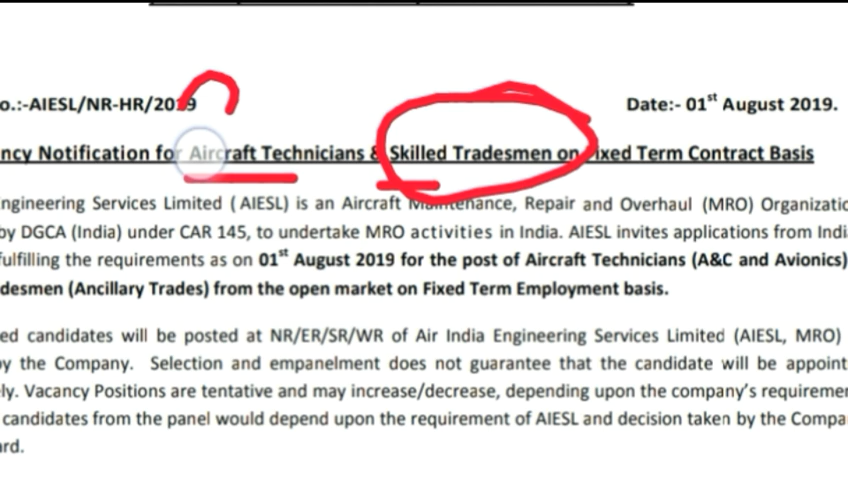 o.:-AIESL/NR-HR/2019 Date:- 01st August 2019.
ncy Notification for Aircraft Technicians & Skilled Tradesmen on Fixed Term Contract Basis
ngineering Services Limited ( AIESL) is an Aircraft Maintenance, Repair and Overhaul (MRO) Organizatio
by DGCA (India) under CAR 145, to undertake MRO activities in India. AIESL invites applications from Indi
fulfilling the requirements as on 01st August 2019 for the post of Aircraft Technicians (A&C and Avionics)
desmen (Ancillary Trades) from the open market on Fixed Term Employment basis.
ed candidates will be posted at NR/ER/SR/WR of Air India Engineering Services Limited (AIESL, MRO)
by the Company. Selection and empanelment does not guarantee that the candidate will be appoint
ely. Vacancy Positions are tentative and may increase/decrease, depending upon the company's requiremen
candidates from the panel would depend upon the requirement of AIESL and decision taken by the Compa
ard.